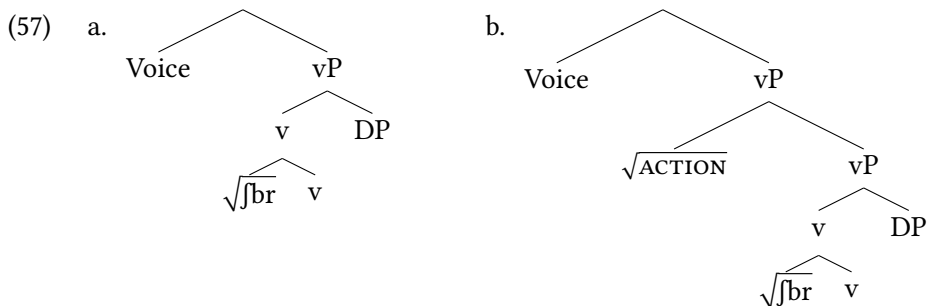 (57) a. b.
Voice vP Voice vP
v DP
√ʃbr v
√ACTION vP
v DP
√ʃbr v